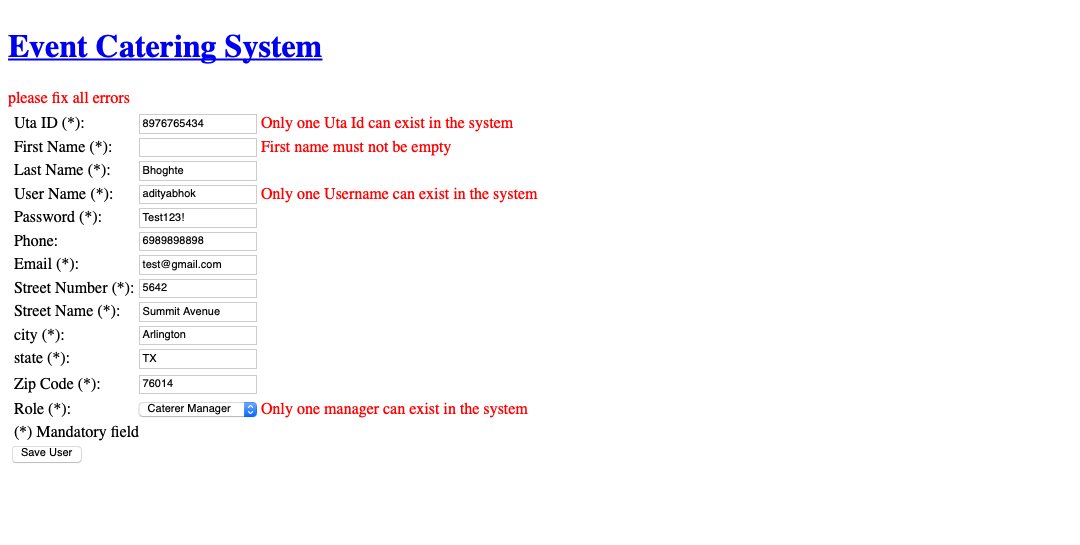 Event Catering System
please fix all errors
Uta ID (*): 8976765434 Only one Uta Id can exist in the system
First Name (*): First name must not be empty
Last Name (*): Bhoghte
User Name (*): adityabhok Only one Username can exist in the system
Password (*): Test123!
Phone: 6989898898
Email (*): test@gmail.com
Street Number (*): 5642
Street Name (*): Summit Avenue
city (*): Arlington
state (*): TX
Zip Code (*): 76014
Role (*): Caterer Manager Only one manager can exist in the system
(*) Mandatory field
Save User